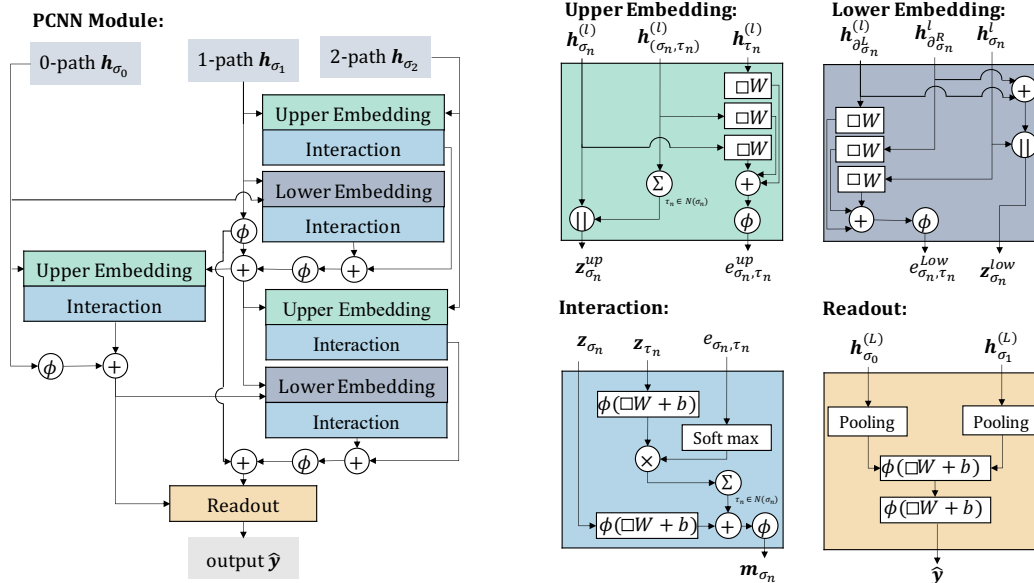 PCNN Module:
0-path h_{σ_0}
1-path h_{σ_1}
2-path h_{σ_2}
Upper Embedding
Interaction
Lower Embedding
Interaction
ϕ
Upper Embedding
Interaction
+
ϕ
+
Upper Embedding
Interaction
ϕ
+
Lower Embedding
Interaction
+
ϕ
+
Readout
output ŷ
Upper Embedding:
h_{σ_n}^{(l)}
h_{(σ_n,τ_n)}^{(l)}
h_{τ_n}^{(l)}
□W
□W
□W
Σ
τ_n ∈ N(σ_n)
+
||
ϕ
z_{σ_n}^{up}
e_{σ_n,τ_n}^{up}
Lower Embedding:
h_{∂^L_{σ_n}}^{(l)}
h_{∂^R_{σ_n}}^{l}
h_{σ_n}^{l}
+
□W
□W
||
□W
+
ϕ
e_{σ_n,τ_n}^{Low}
z_{σ_n}^{low}
Interaction:
z_{σ_n}
z_{τ_n}
e_{σ_n,τ_n}
ϕ(□W + b)
Soft max
×
Σ
τ_n ∈ N(σ_n)
ϕ(□W + b)
+
ϕ
m_{σ_n}
Readout:
h_{σ_0}^{(L)}
h_{σ_1}^{(L)}
Pooling
Pooling
ϕ(□W + b)
ϕ(□W + b)
ŷ